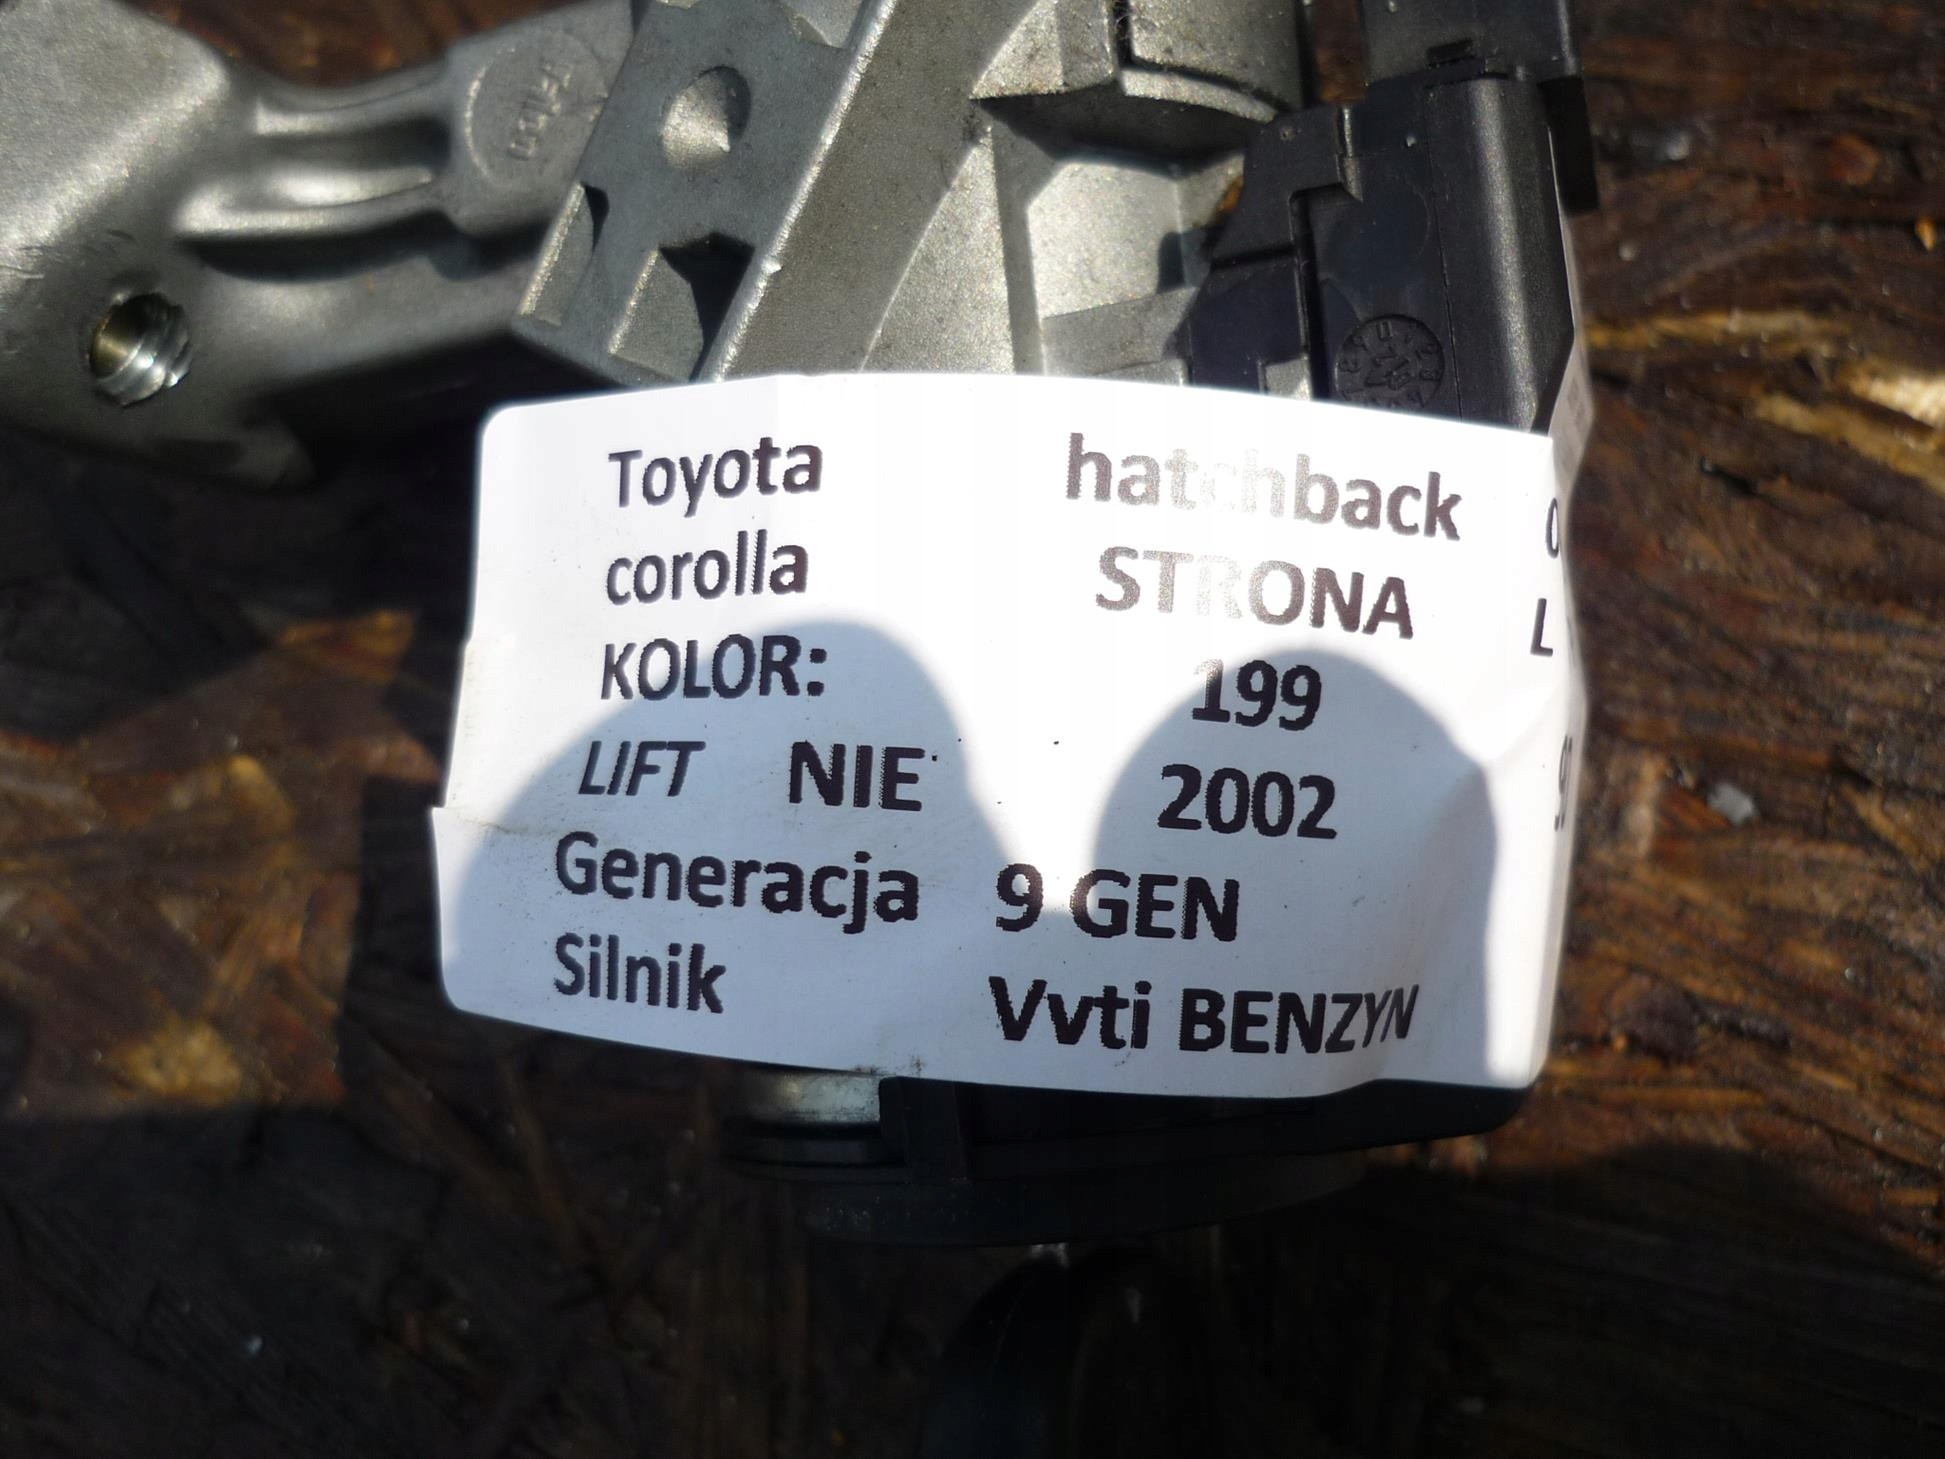 Toyota hatchback O
corolla STRONA L
KOLOR: 199
LIFT NIE 2002
Generacja 9 GEN
Silnik Vvti BENZYN